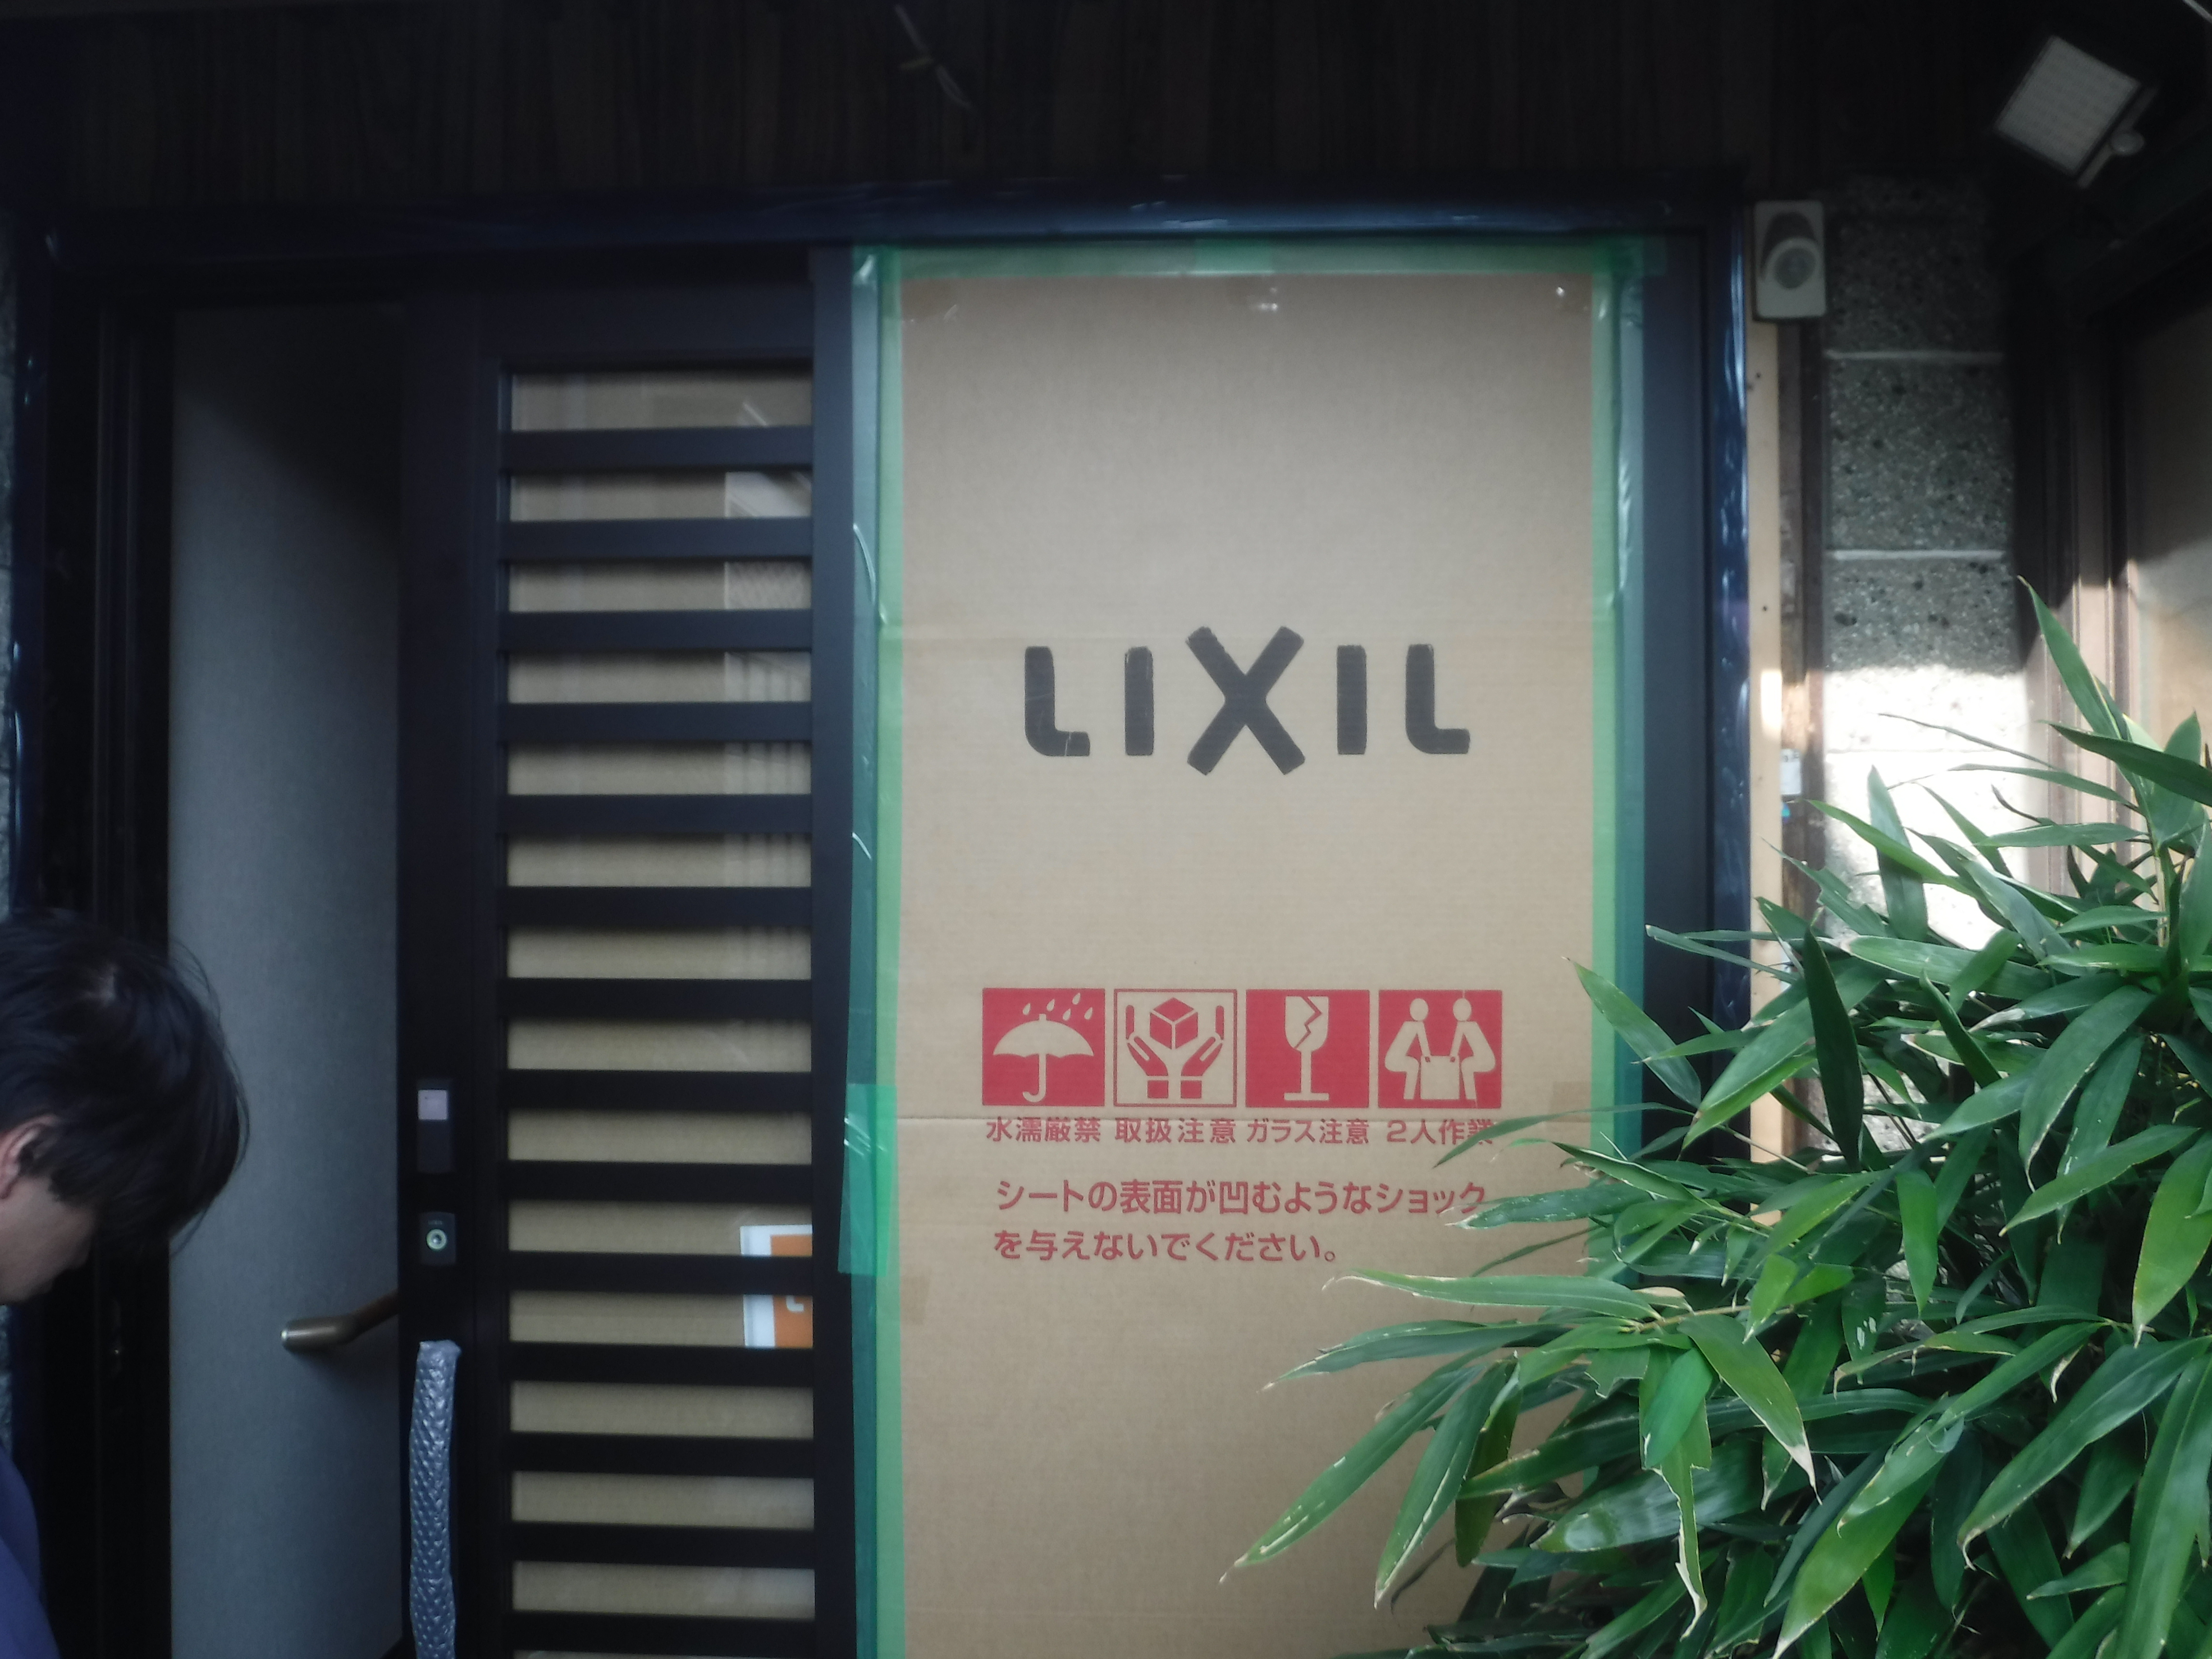 LIXIL
水濡厳禁 取扱注意 ガラス注意 2人作業
シートの表面が凹むようなショック
を与えないでください。